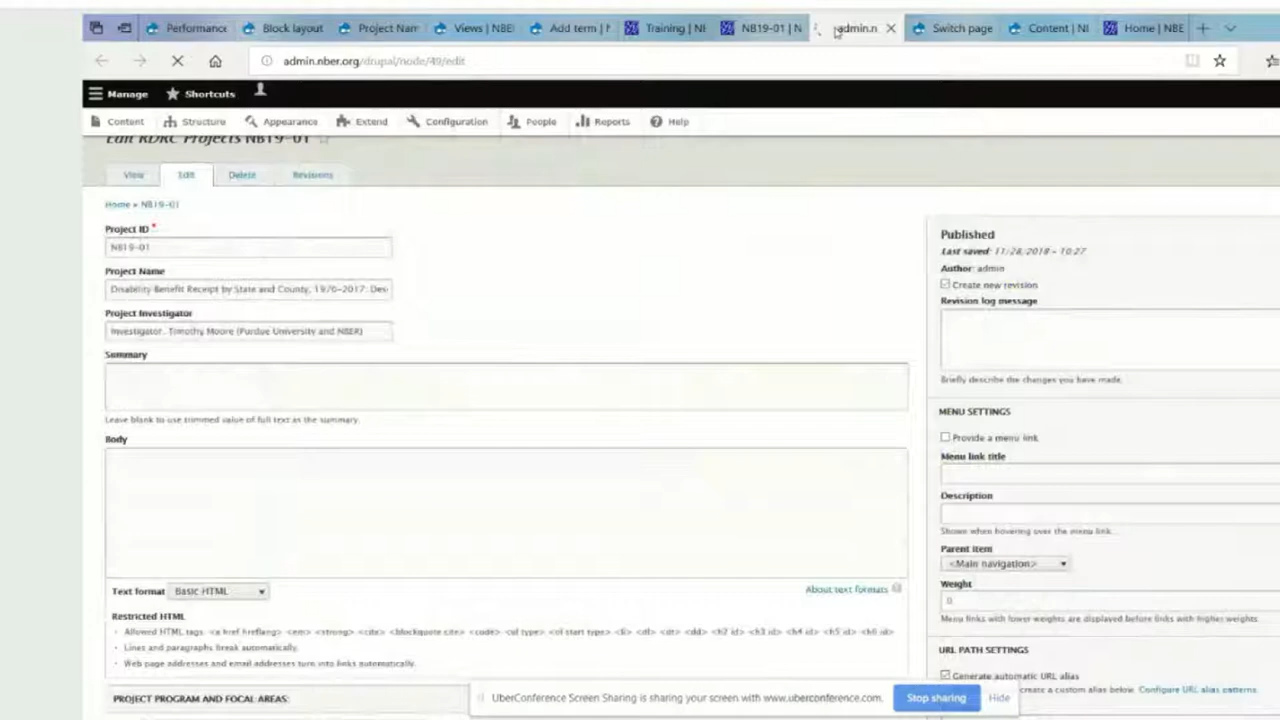 Performance Block layout Project Nam Views | NBE Add term | Training | NI NB19-01 | N admin.n Switch page Content | NI Home | NBE
admin.nber.org/drupal/node/49/edit
Manage Shortcuts
Content Structure Appearance Extend Configuration People Reports Help
Edit RDRC Projects NB19-01
View Edit Delete Revisions
Home » NB19-01
Project ID *
NB19-01
Project Name
Disability Benefit Receipt by State and County, 1970-2017: Des
Project Investigator
Investigator: Timothy Moore (Purdue University and NBER)
Summary
Leave blank to use trimmed value of full text as the summary.
Body
Text format Basic HTML
About text formats
Restricted HTML
Allowed HTML tags: <a href hreflang> <em> <strong> <cite> <blockquote cite> <code> <ul type> <ol start type> <li> <dl> <dt> <dd> <h2 id> <h3 id> <h4 id> <h5 id> <h6 id>
Lines and paragraphs break automatically.
Web page addresses and email addresses turn into links automatically.
PROJECT PROGRAM AND FOCAL AREAS:
Published
Last saved: 11/28/2018 - 10:27
Author: admin
Create new revision
Revision log message
Briefly describe the changes you have made.
MENU SETTINGS
Provide a menu link
Menu link title
Description
Shown when hovering over the menu link.
Parent item
<Main navigation>
Weight
0
Menu links with lower weights are displayed before links with higher weights.
URL PATH SETTINGS
Generate automatic URL alias
create a custom alias below. Configure URL alias patterns.
UberConference Screen Sharing is sharing your screen with www.uberconference.com. Stop sharing Hide